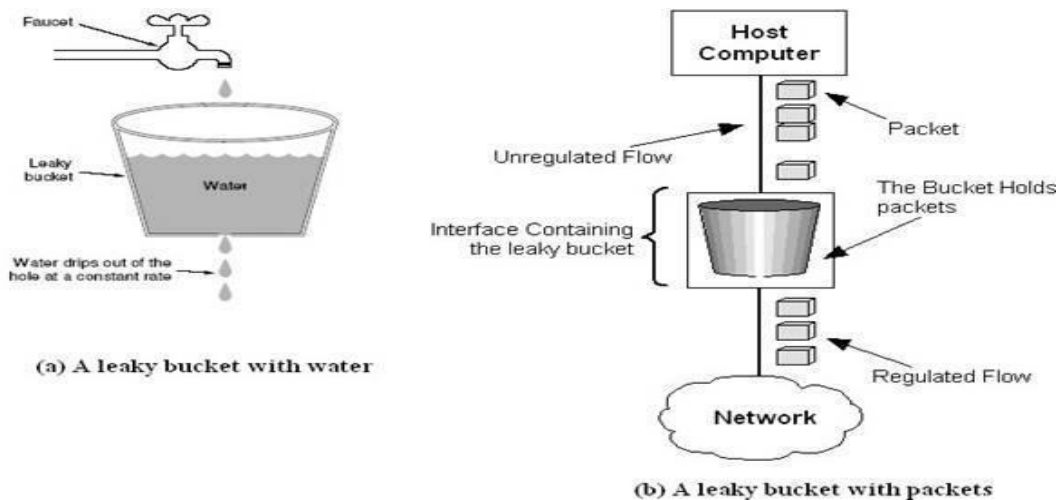 Faucet
Leaky
bucket
Water
Water drips out of the
hole at a constant rate
(a) A leaky bucket with water
Host
Computer
Packet
Unregulated Flow
The Bucket Holds
packets
Interface Containing
the leaky bucket
Regulated Flow
Network
(b) A leaky bucket with packets